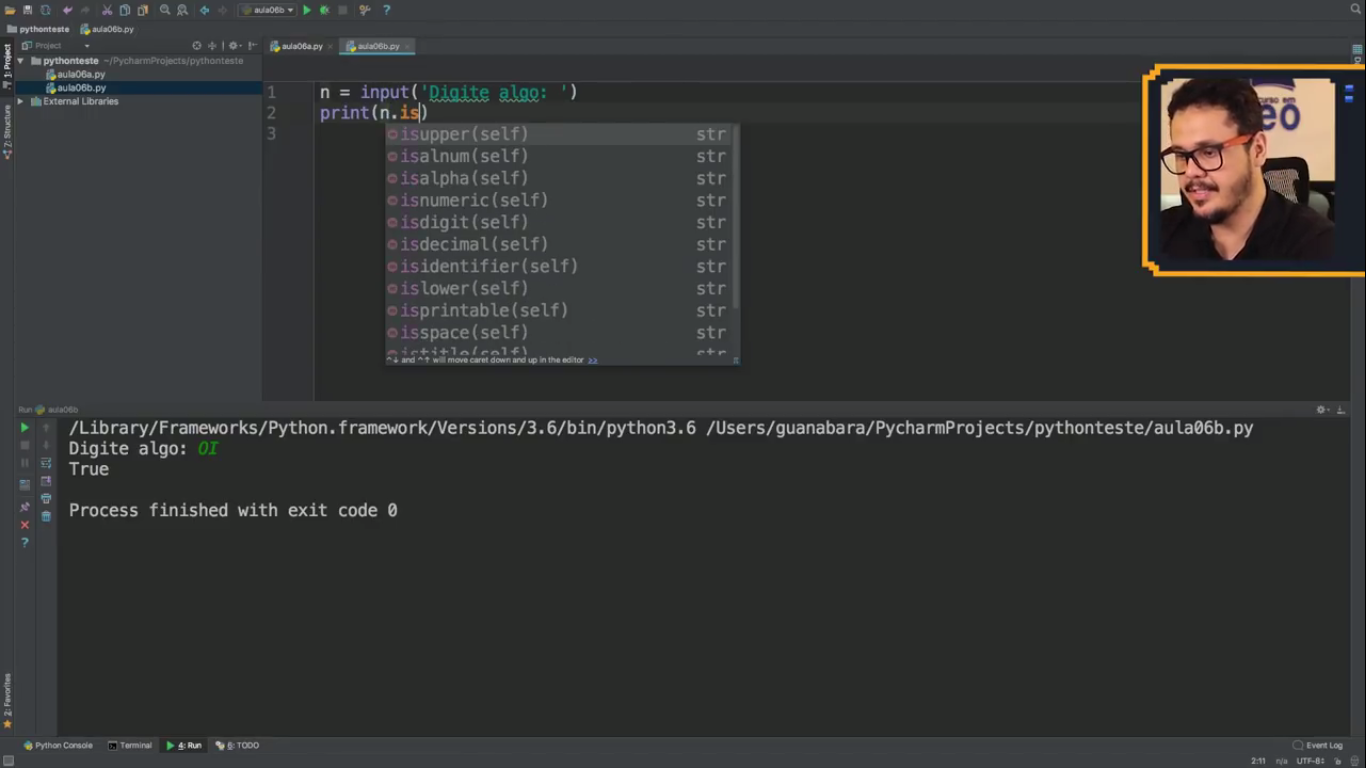 aula06b
pythonteste
aula06b.py
Project
aula06a.py
aula06b.py
1: Project
Z: Structure
2: Favorites
pythonteste ~/PycharmProjects/pythonteste
aula06a.py
aula06b.py
External Libraries
1 n = input('Digite algo: ')
2 print(n.is)
3
isupper(self) str
isalnum(self) str
isalpha(self) str
isnumeric(self) str
isdigit(self) str
isdecimal(self) str
isidentifier(self) str
islower(self) str
isprintable(self) str
isspace(self) str
istitle(self) str
^↓ and ^↑ will move caret down and up in the editor >>
Run aula06b
/Library/Frameworks/Python.framework/Versions/3.6/bin/python3.6 /Users/guanabara/PycharmProjects/pythonteste/aula06b.py
Digite algo: OI
True
Process finished with exit code 0
Python Console
Terminal
4: Run
6: TODO
Event Log
2:11 n/a UTF-8